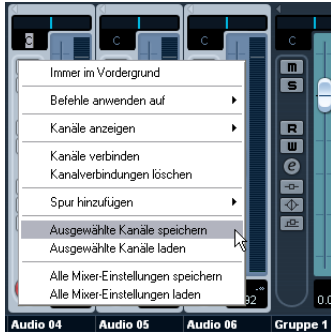 C C C C
Immer im Vordergrund
Befehle anwenden auf
Kanäle anzeigen
Kanäle verbinden
Kanalverbindungen löschen
Spur hinzufügen
Ausgewählte Kanäle speichern
Ausgewählte Kanäle laden
Alle Mixer-Einstellungen speichern
Alle Mixer-Einstellungen laden
m
S
R
W
e
Audio 04 Audio 05 Audio 06 Gruppe 1